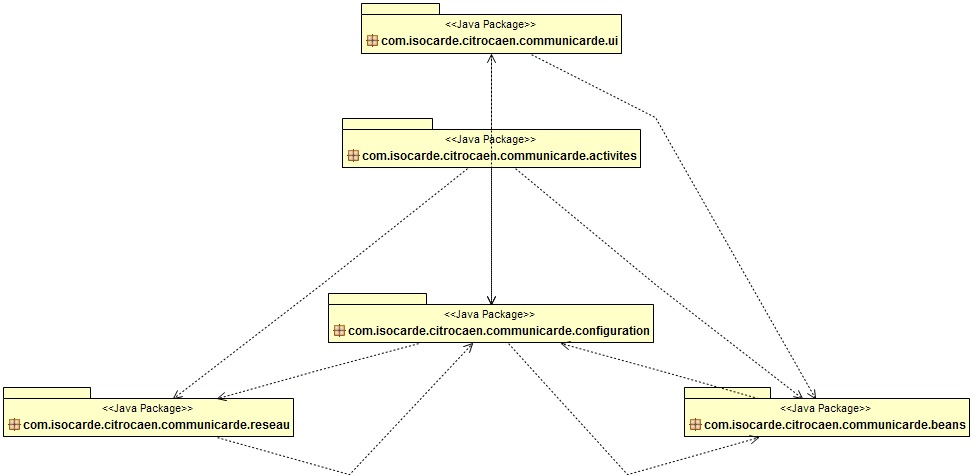 <<Java Package>>
com.isocarde.citrocaen.communicarde.ui
<<Java Package>>
com.isocarde.citrocaen.communicarde.activites
<<Java Package>>
com.isocarde.citrocaen.communicarde.configuration
<<Java Package>>
com.isocarde.citrocaen.communicarde.reseau
<<Java Package>>
com.isocarde.citrocaen.communicarde.beans